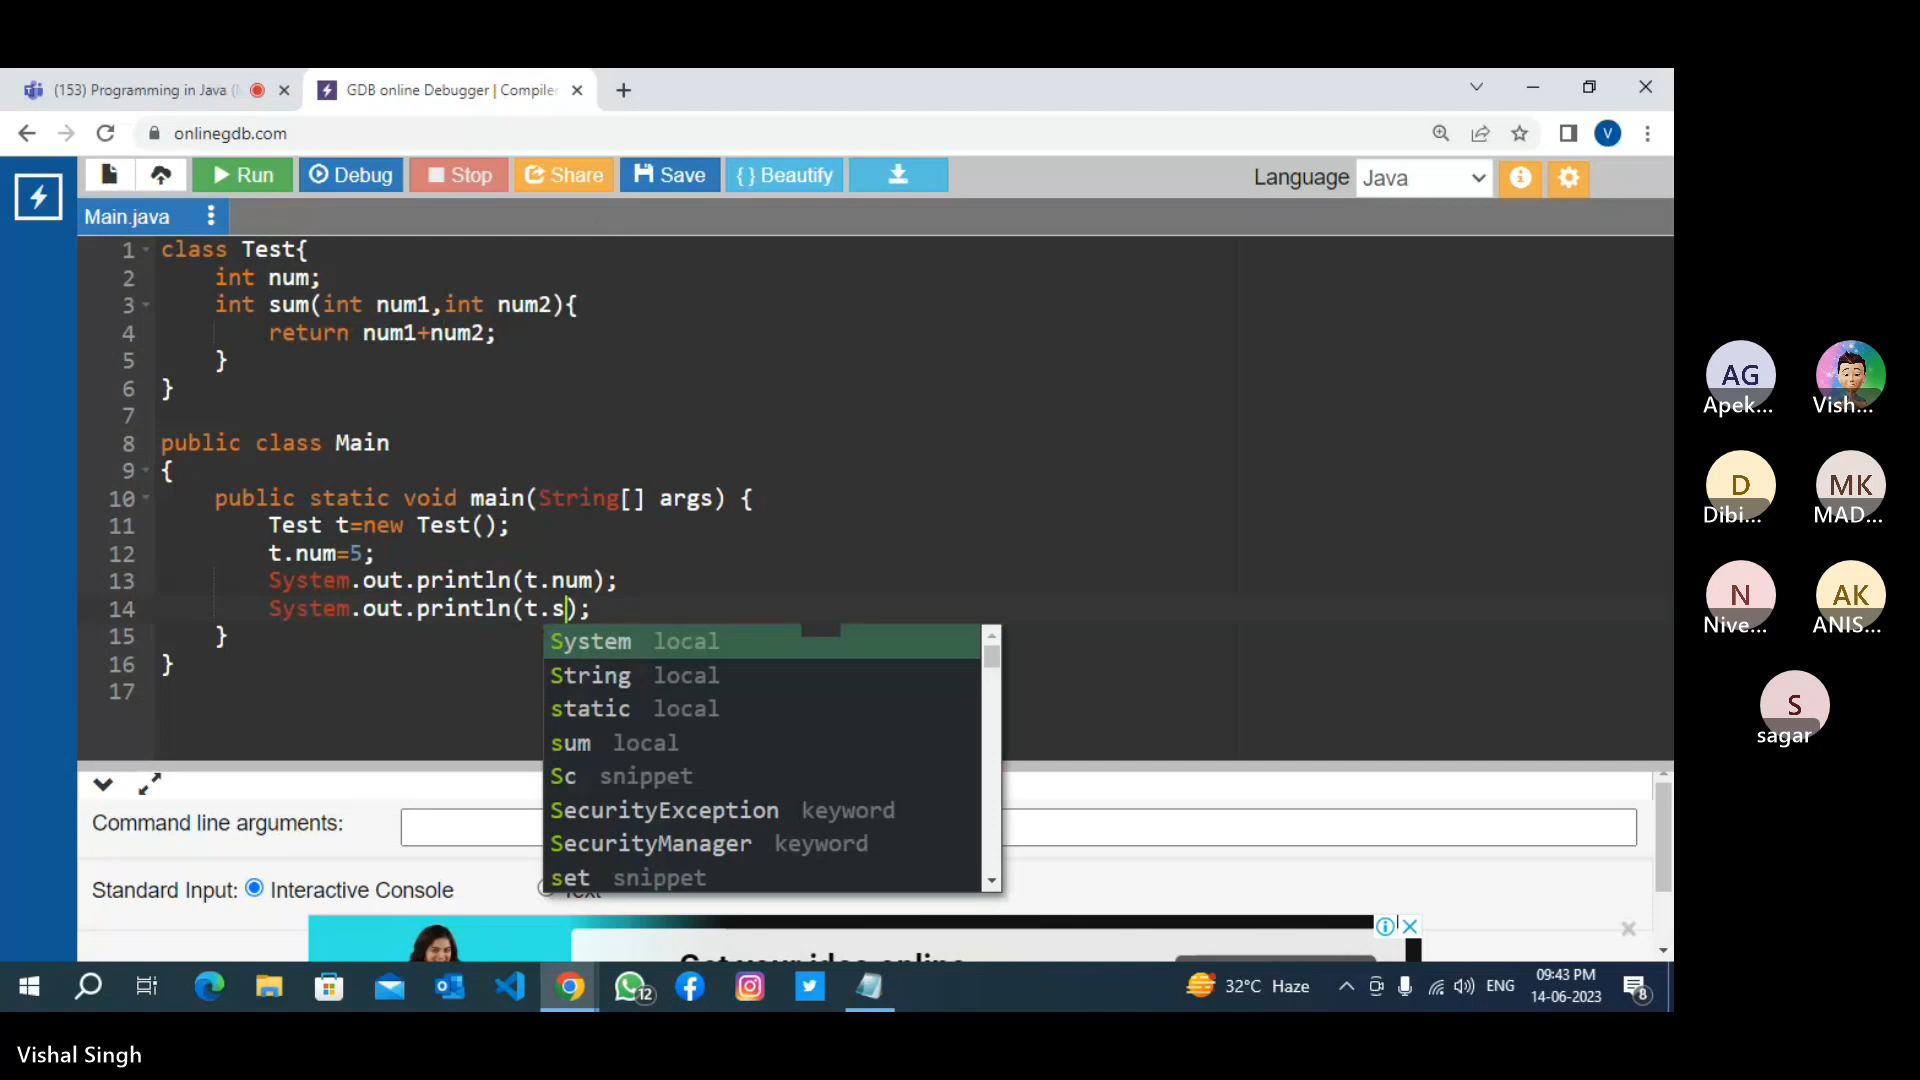 (153) Programming in Java (
GDB online Debugger | Compiler
onlinegdb.com
V
Run
Debug
Stop
Share
Save
{ } Beautify
Language
Java
Main.java
1 class Test{
2 int num;
3 int sum(int num1,int num2){
4 return num1+num2;
5 }
6 }
7
8 public class Main
9 {
10 public static void main(String[] args) {
11 Test t=new Test();
12 t.num=5;
13 System.out.println(t.num);
14 System.out.println(t.s);
15 }
16 }
17
System local
String local
static local
sum local
Sc snippet
SecurityException keyword
SecurityManager keyword
set snippet
Command line arguments:
Standard Input:
Interactive Console
AG
Apek...
Vish...
D
Dibi...
MK
MAD...
N
Nive...
AK
ANIS...
S
sagar
12
32°C Haze
ENG
09:43 PM
14-06-2023
8
Vishal Singh